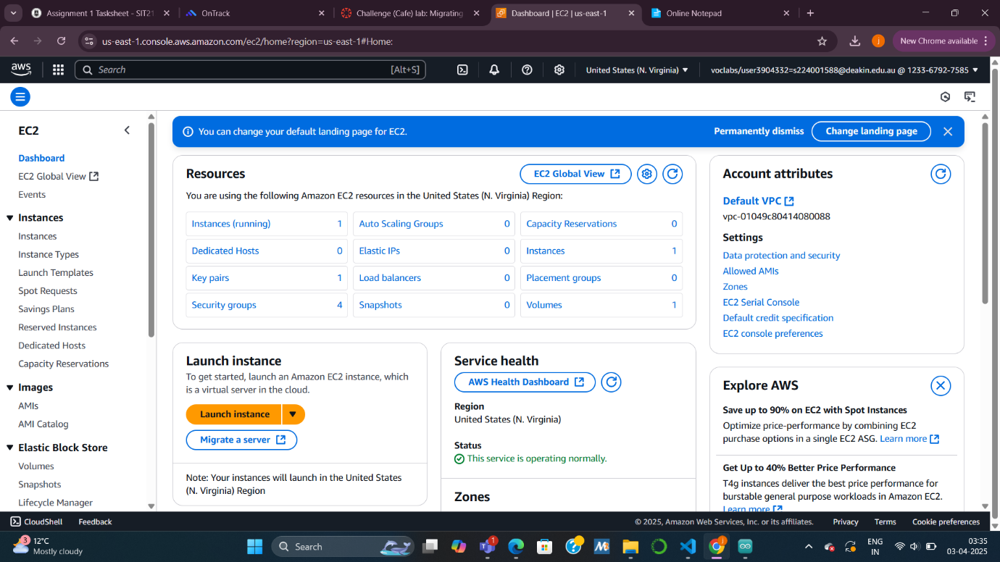 Assignment 1 Tasksheet - SIT21
OnTrack
Challenge (Cafe) lab: Migrating
Dashboard | EC2 | us-east-1
Online Notepad
us-east-1.console.aws.amazon.com/ec2/home?region=us-east-1#Home:
j
New Chrome available
aws
Search
[Alt+S]
United States (N. Virginia)
voclabs/user3904332=s224001588@deakin.edu.au @ 1233-6792-7585
EC2
Dashboard
EC2 Global View
Events
Instances
Instances
Instance Types
Launch Templates
Spot Requests
Savings Plans
Reserved Instances
Dedicated Hosts
Capacity Reservations
Images
AMIs
AMI Catalog
Elastic Block Store
Volumes
Snapshots
Lifecycle Manager
You can change your default landing page for EC2.
Permanently dismiss
Change landing page
Resources
EC2 Global View
You are using the following Amazon EC2 resources in the United States (N. Virginia) Region:
Instances (running) 1
Auto Scaling Groups 0
Capacity Reservations 0
Dedicated Hosts 0
Elastic IPs 0
Instances 1
Key pairs 1
Load balancers 0
Placement groups 0
Security groups 4
Snapshots 0
Volumes 1
Launch instance
To get started, launch an Amazon EC2 instance, which
is a virtual server in the cloud.
Launch instance
Migrate a server
Note: Your instances will launch in the United States
(N. Virginia) Region
Service health
AWS Health Dashboard
Region
United States (N. Virginia)
Status
This service is operating normally.
Zones
Account attributes
Default VPC
vpc-01049c80414080088
Settings
Data protection and security
Allowed AMIs
Zones
EC2 Serial Console
Default credit specification
EC2 console preferences
Explore AWS
Save up to 90% on EC2 with Spot Instances
Optimize price-performance by combining EC2
purchase options in a single EC2 ASG. Learn more
Get Up to 40% Better Price Performance
T4g instances deliver the best price performance for
burstable general purpose workloads in Amazon EC2.
Learn more
CloudShell
Feedback
© 2025, Amazon Web Services, Inc. or its affiliates.
Privacy
Terms
Cookie preferences
3
12°C
Mostly cloudy
Search
1
j
ENG
IN
03:35
03-04-2025